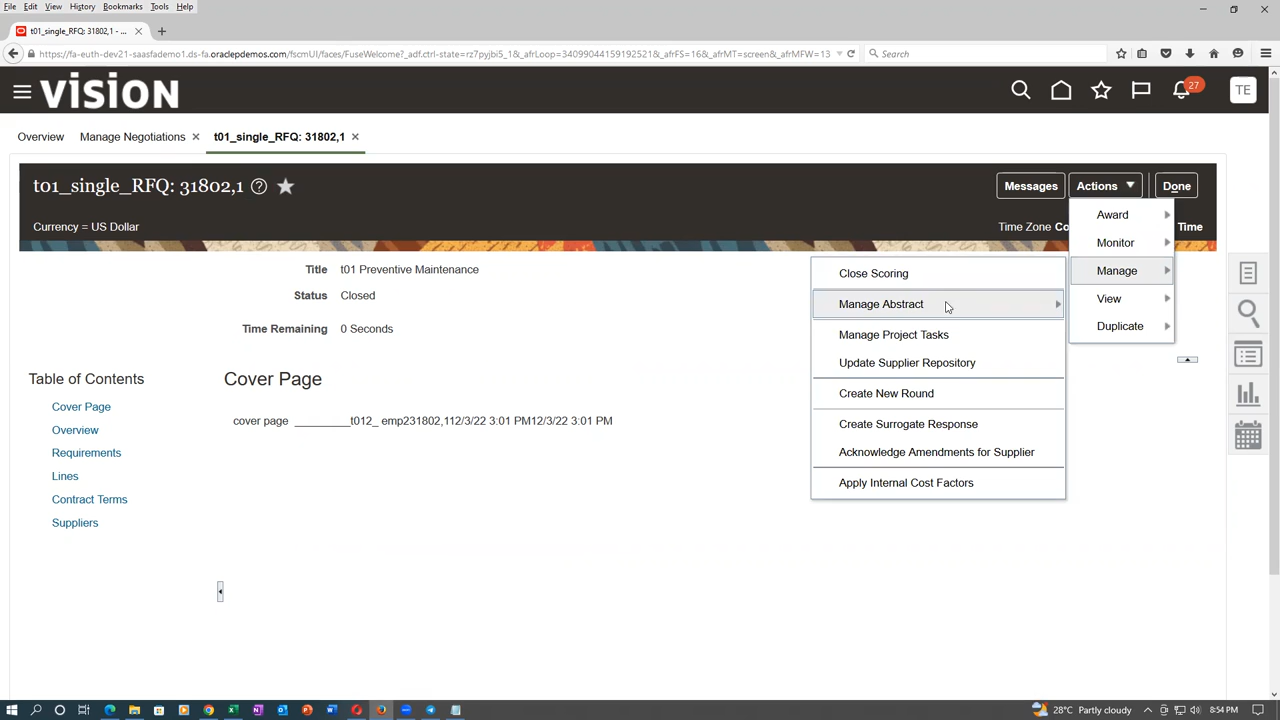 File Edit View History Bookmarks Tools Help
t01_single_RFQ: 31802,1 - ...
https://fa-euth-dev21-saasfademo1.ds-fa.oraclepdemos.com/fscmUI/faces/FuseWelcome?_adf.ctrl-state=rz7pyjbi5_1&_afrLoop=34099044159192521&_afrFS=16&_afrMT=screen&_afrMFW=13
Search
VISION
27
TE
Overview Manage Negotiations t01_single_RFQ: 31802,1
t01_single_RFQ: 31802,1
Messages Actions Done
Currency = US Dollar
Time Zone Co
Time
Award
Monitor
Manage
View
Duplicate
Close Scoring
Manage Abstract
Manage Project Tasks
Update Supplier Repository
Create New Round
Create Surrogate Response
Acknowledge Amendments for Supplier
Apply Internal Cost Factors
Title t01 Preventive Maintenance
Status Closed
Time Remaining 0 Seconds
Table of Contents
Cover Page
Overview
Requirements
Lines
Contract Terms
Suppliers
Cover Page
cover page _________t012_ emp231802,112/3/22 3:01 PM12/3/22 3:01 PM
28°C Partly cloudy
8:54 PM